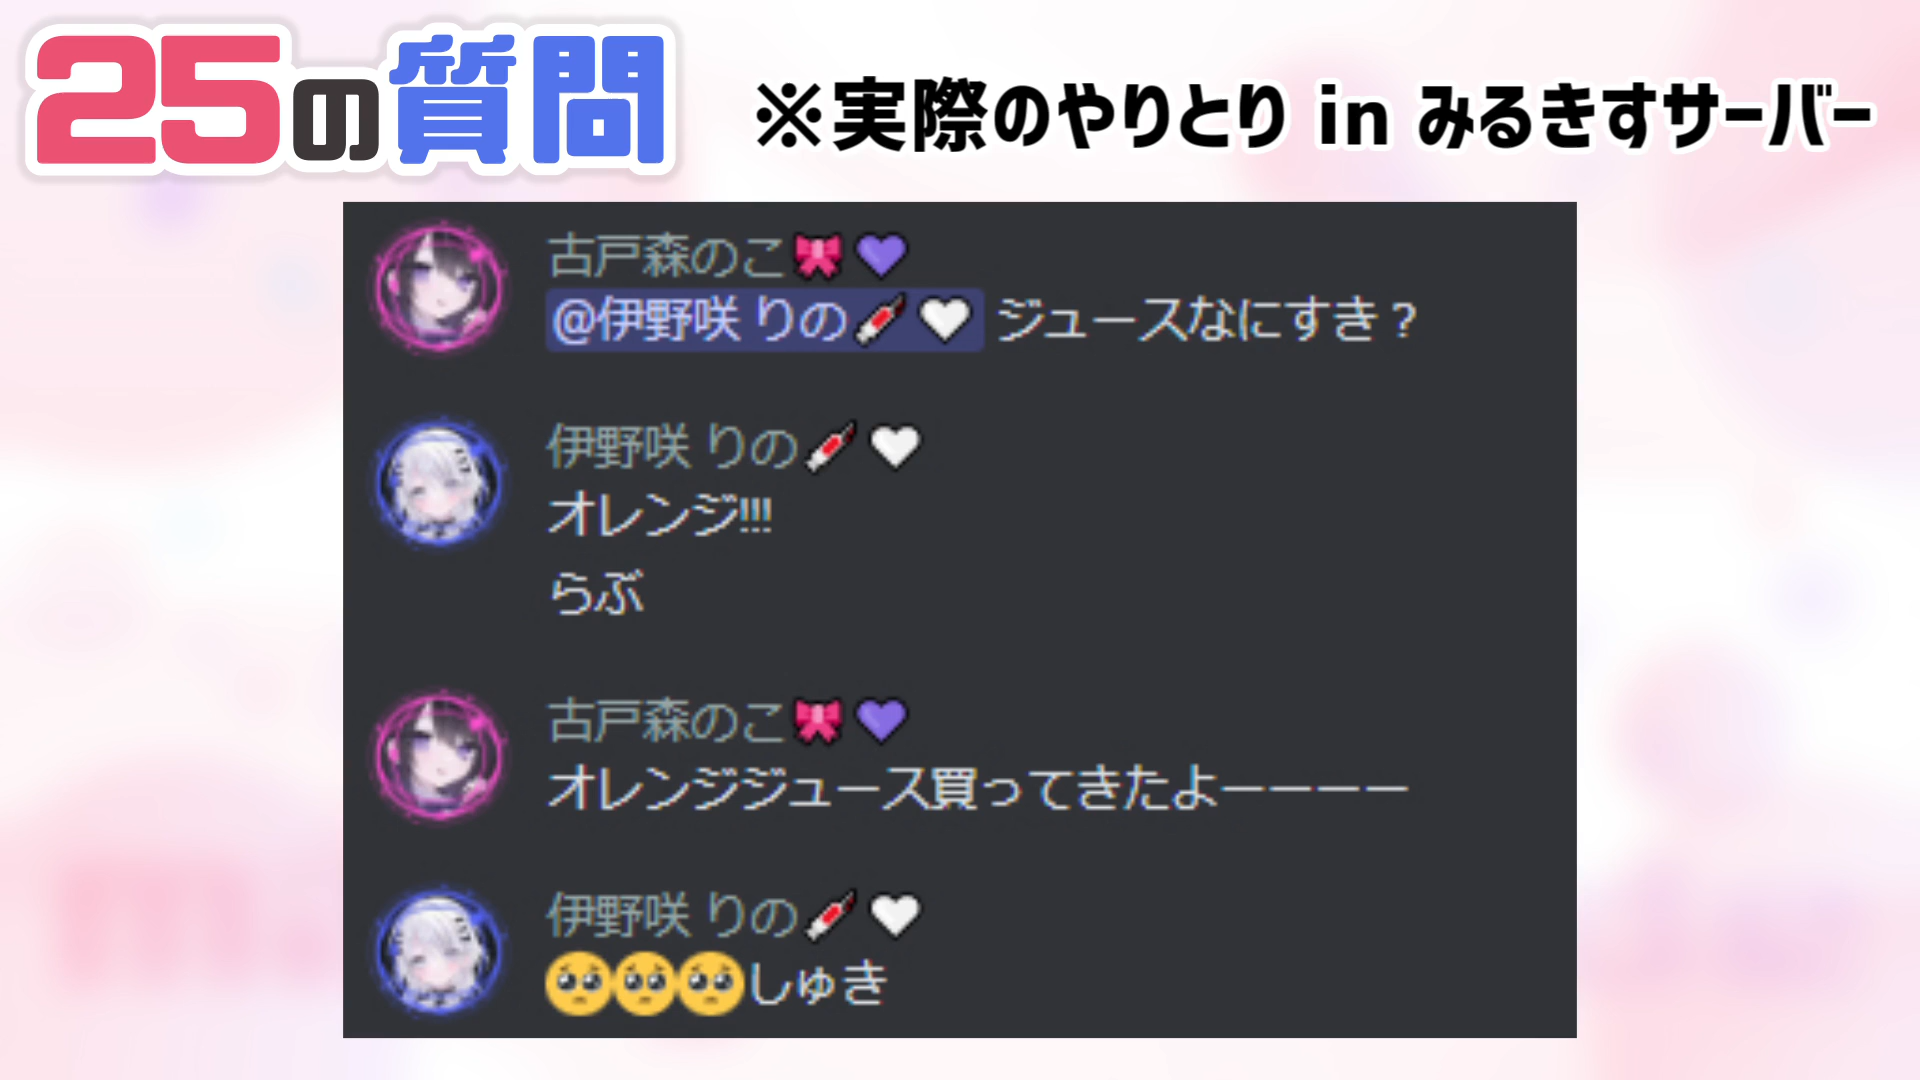 25の質問
※実際のやりとり in みるきすサーバー
古戸森のこ🎀💜
@伊野咲 りの💉🤍 ジュースなにすき？
伊野咲 りの💉🤍
オレンジ!!!
らぶ
古戸森のこ🎀💜
オレンジジュース買ってきたよーーーー
伊野咲 りの💉🤍
🥺🥺🥺しゅき